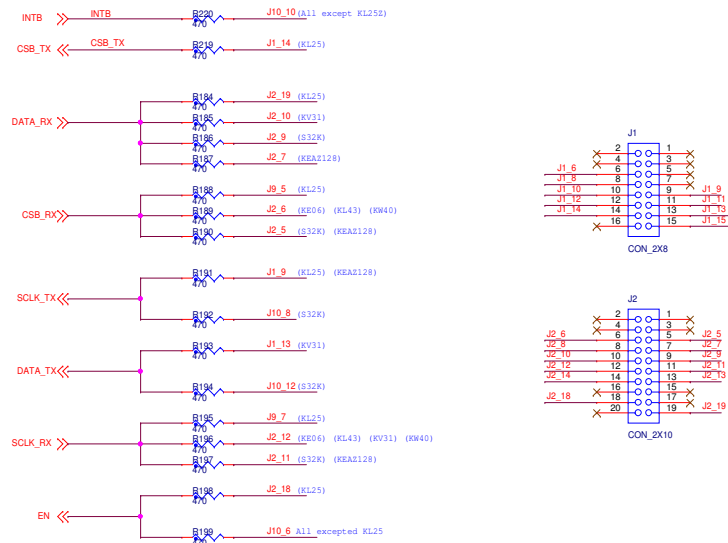 INTB INTB R220 470 J10_10 (All except KL25Z)
CSB_TX CSB_TX R219 470 J1_14 (KL25)
R184 470 J2_19 (KL25)
DATA_RX R185 470 J2_10 (KV31)
R186 470 J2_9 (S32K)
R187 470 J2_7 (KEAZ128)
R188 470 J9_5 (KL25)
CSB_RX R189 470 J2_6 (KE06) (KL43) (KW40)
R190 470 J2_5 (S32K) (KEAZ128)
R191 470 J1_9 (KL25) (KEAZ128)
SCLK_TX
R192 470 J10_8 (S32K)
R193 470 J1_13 (KV31)
DATA_TX
R194 470 J10_12 (S32K)
R195 470 J9_7 (KL25)
SCLK_RX R196 470 J2_12 (KE06) (KL43) (KV31) (KW40)
R197 470 J2_11 (S32K) (KEAZ128)
R198 470 J2_18 (KL25)
EN
R199 J10_6 All excepted KL25
J1
2 1
4 3
J1_6 6 5
J1_8 8 7
J1_10 10 9 J1_9
J1_12 12 11 J1_11
J1_14 14 13 J1_13
16 15 J1_15
CON_2X8
J2
2 1
4 3
J2_6 6 5 J2_5
J2_8 8 7 J2_7
J2_10 10 9 J2_9
J2_12 12 11 J2_11
J2_14 14 13 J2_13
16 15
J2_18 18 17
20 19 J2_19
CON_2X10